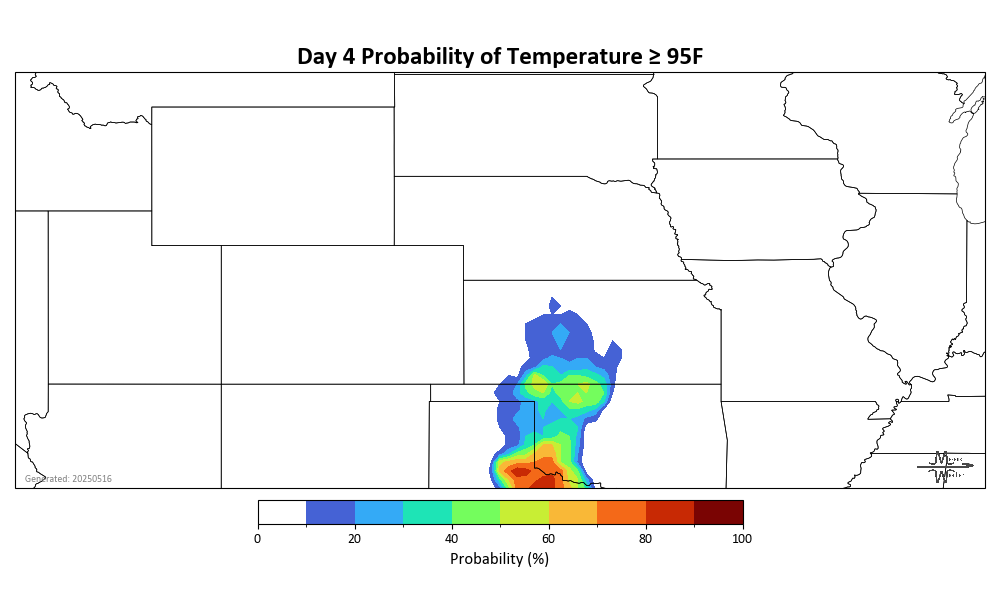 Day 4 Probability of Temperature ≥ 95F
Generated: 20250516
0 20 40 60 80 100
Probability (%)